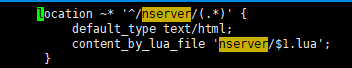 location ~* '^/nserver/(.*)' {
default_type text/html;
content_by_lua_file 'nserver/$1.lua';
}